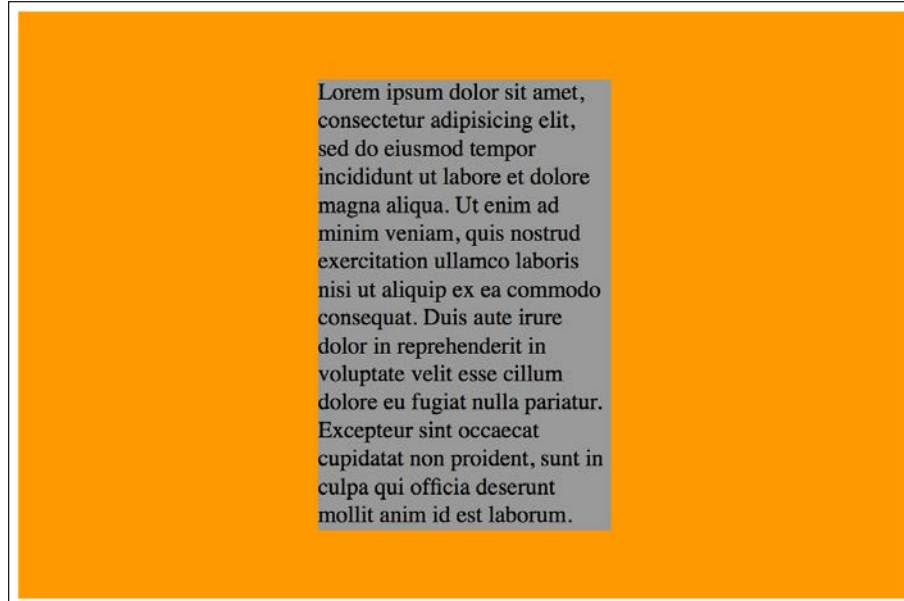 Lorem ipsum dolor sit amet,
consectetur adipisicing elit,
sed do eiusmod tempor
incididunt ut labore et dolore
magna aliqua. Ut enim ad
minim veniam, quis nostrud
exercitation ullamco laboris
nisi ut aliquip ex ea commodo
consequat. Duis aute irure
dolor in reprehenderit in
voluptate velit esse cillum
dolore eu fugiat nulla pariatur.
Excepteur sint occaecat
cupidatat non proident, sunt in
culpa qui officia deserunt
mollit anim id est laborum.